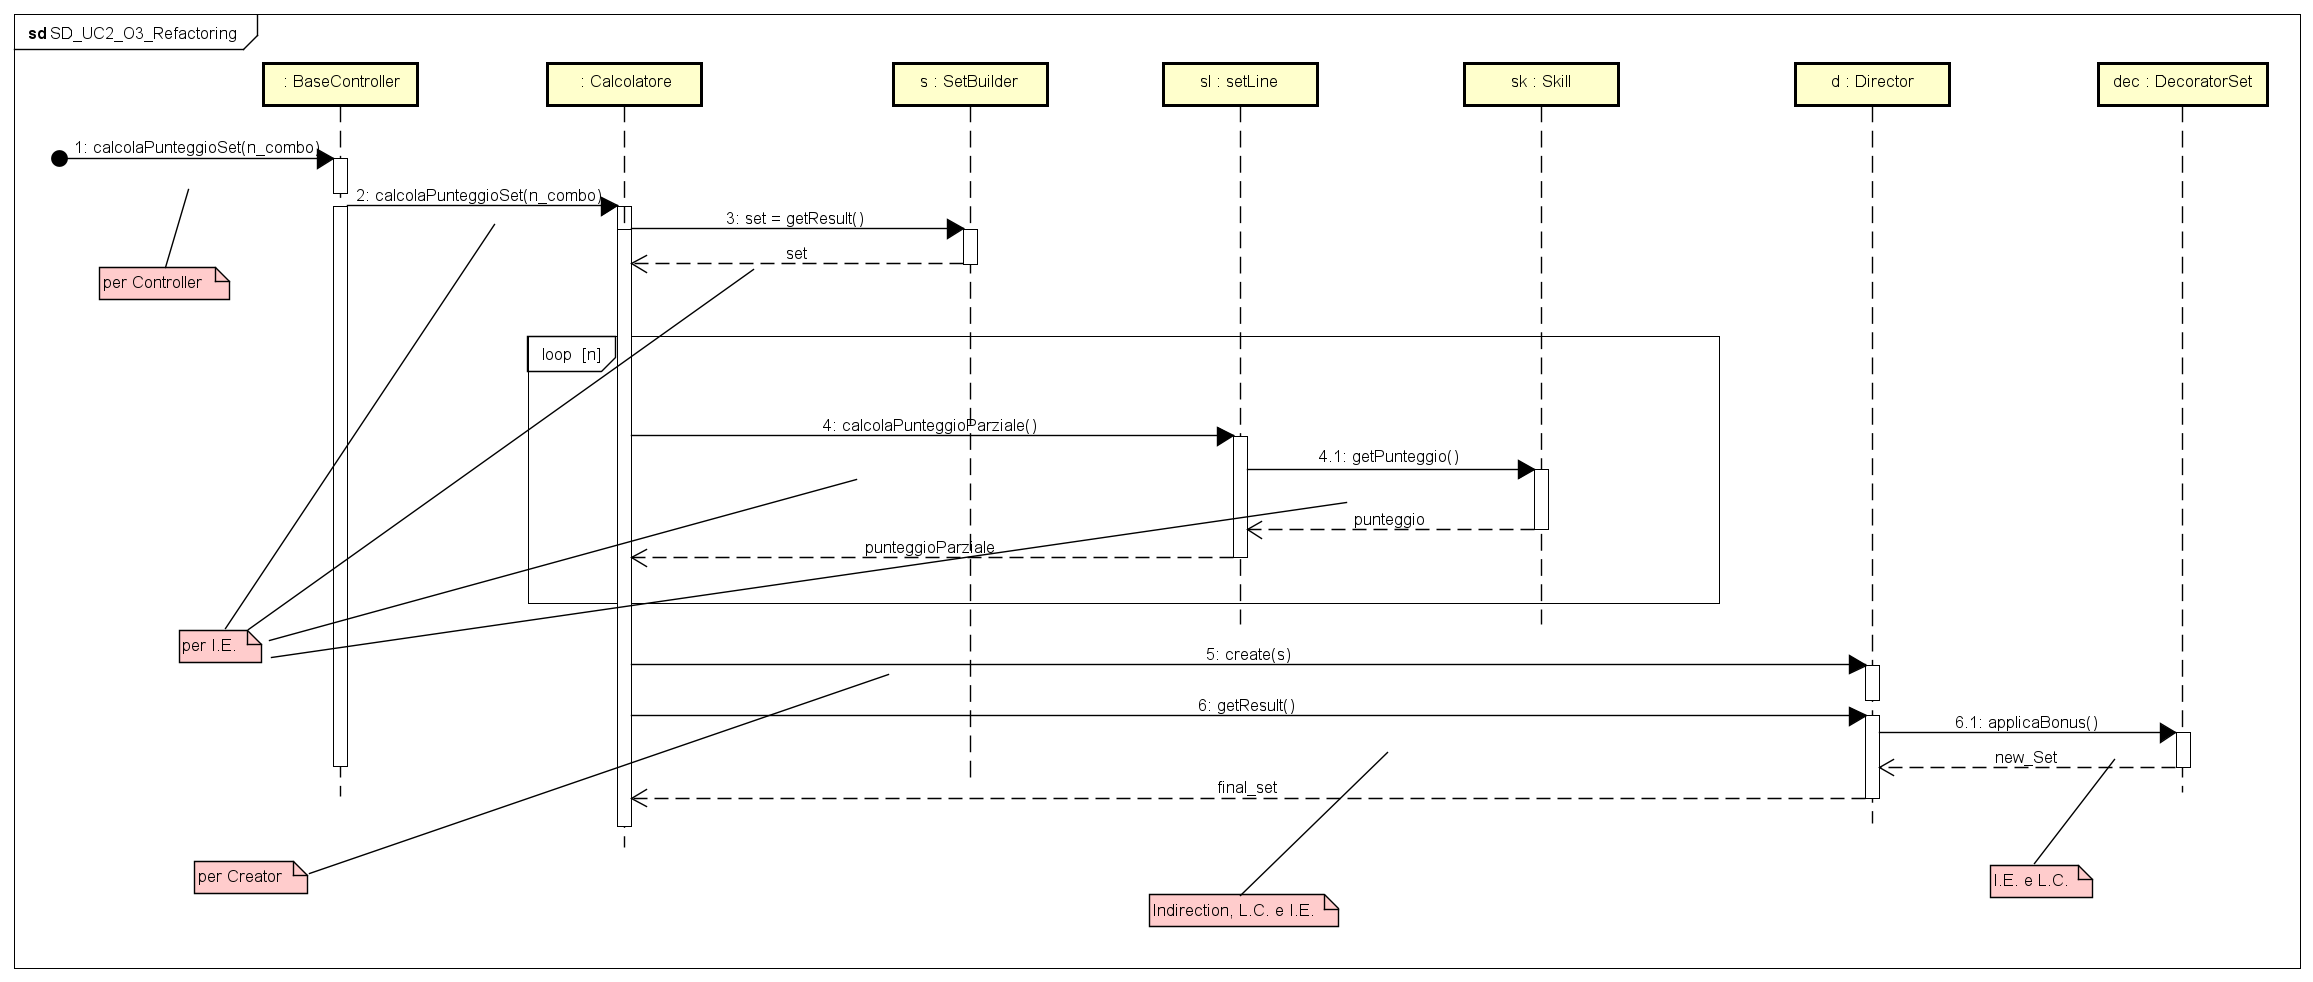 sd SD_UC2_O3_Refactoring
: BaseController
: Calcolatore
s : SetBuilder
sl : setLine
sk : Skill
d : Director
dec : DecoratorSet
1: calcolaPunteggioSet(n_combo)
2: calcolaPunteggioSet(n_combo)
3: set = getResult()
set
per Controller
loop [n]
4: calcolaPunteggioParziale()
4.1: getPunteggio()
punteggio
punteggioParziale
per I.E.
5: create(s)
6: getResult()
6.1: applicaBonus()
new_Set
final_set
per Creator
I.E. e L.C.
Indirection, L.C. e I.E.